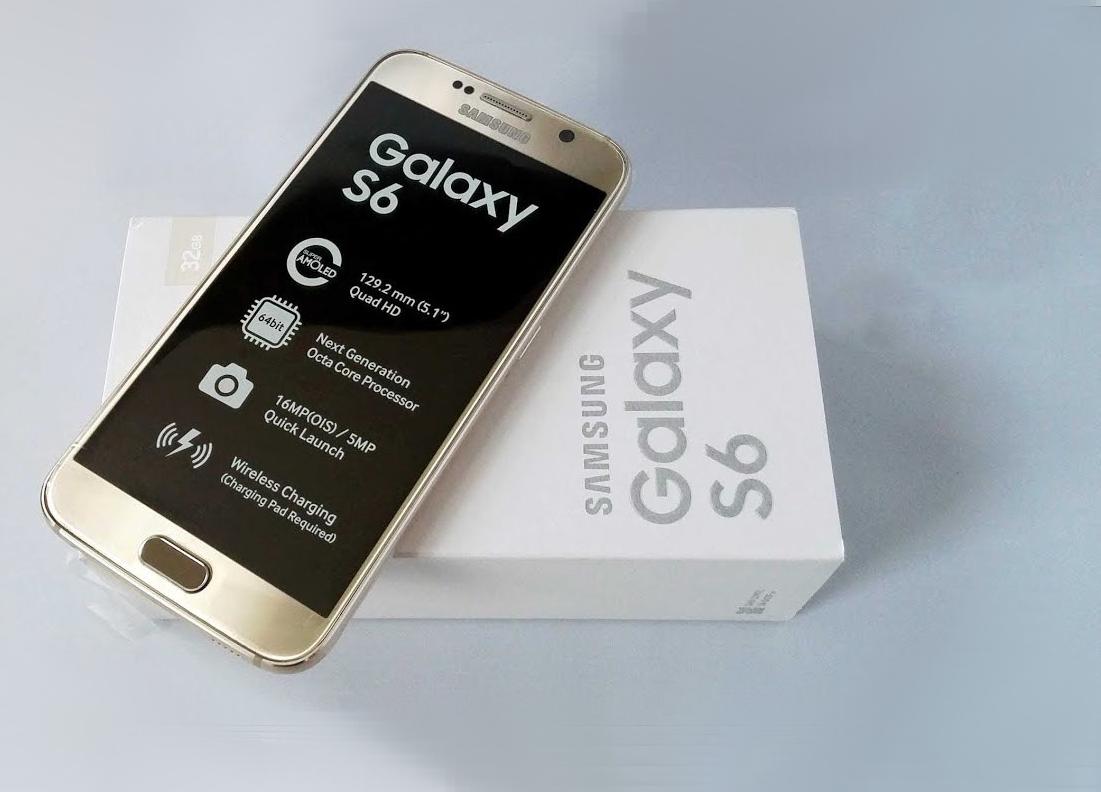 SAMSUNG
Galaxy
S6
SUPER
AMOLED
129.2 mm (5.1")
Quad HD
64bit
Next Generation
Octa Core Processor
16MP(OIS) / 5MP
Quick Launch
Wireless Charging
(Charging Pad Required)
32GB
SAMSUNG
Galaxy
S6